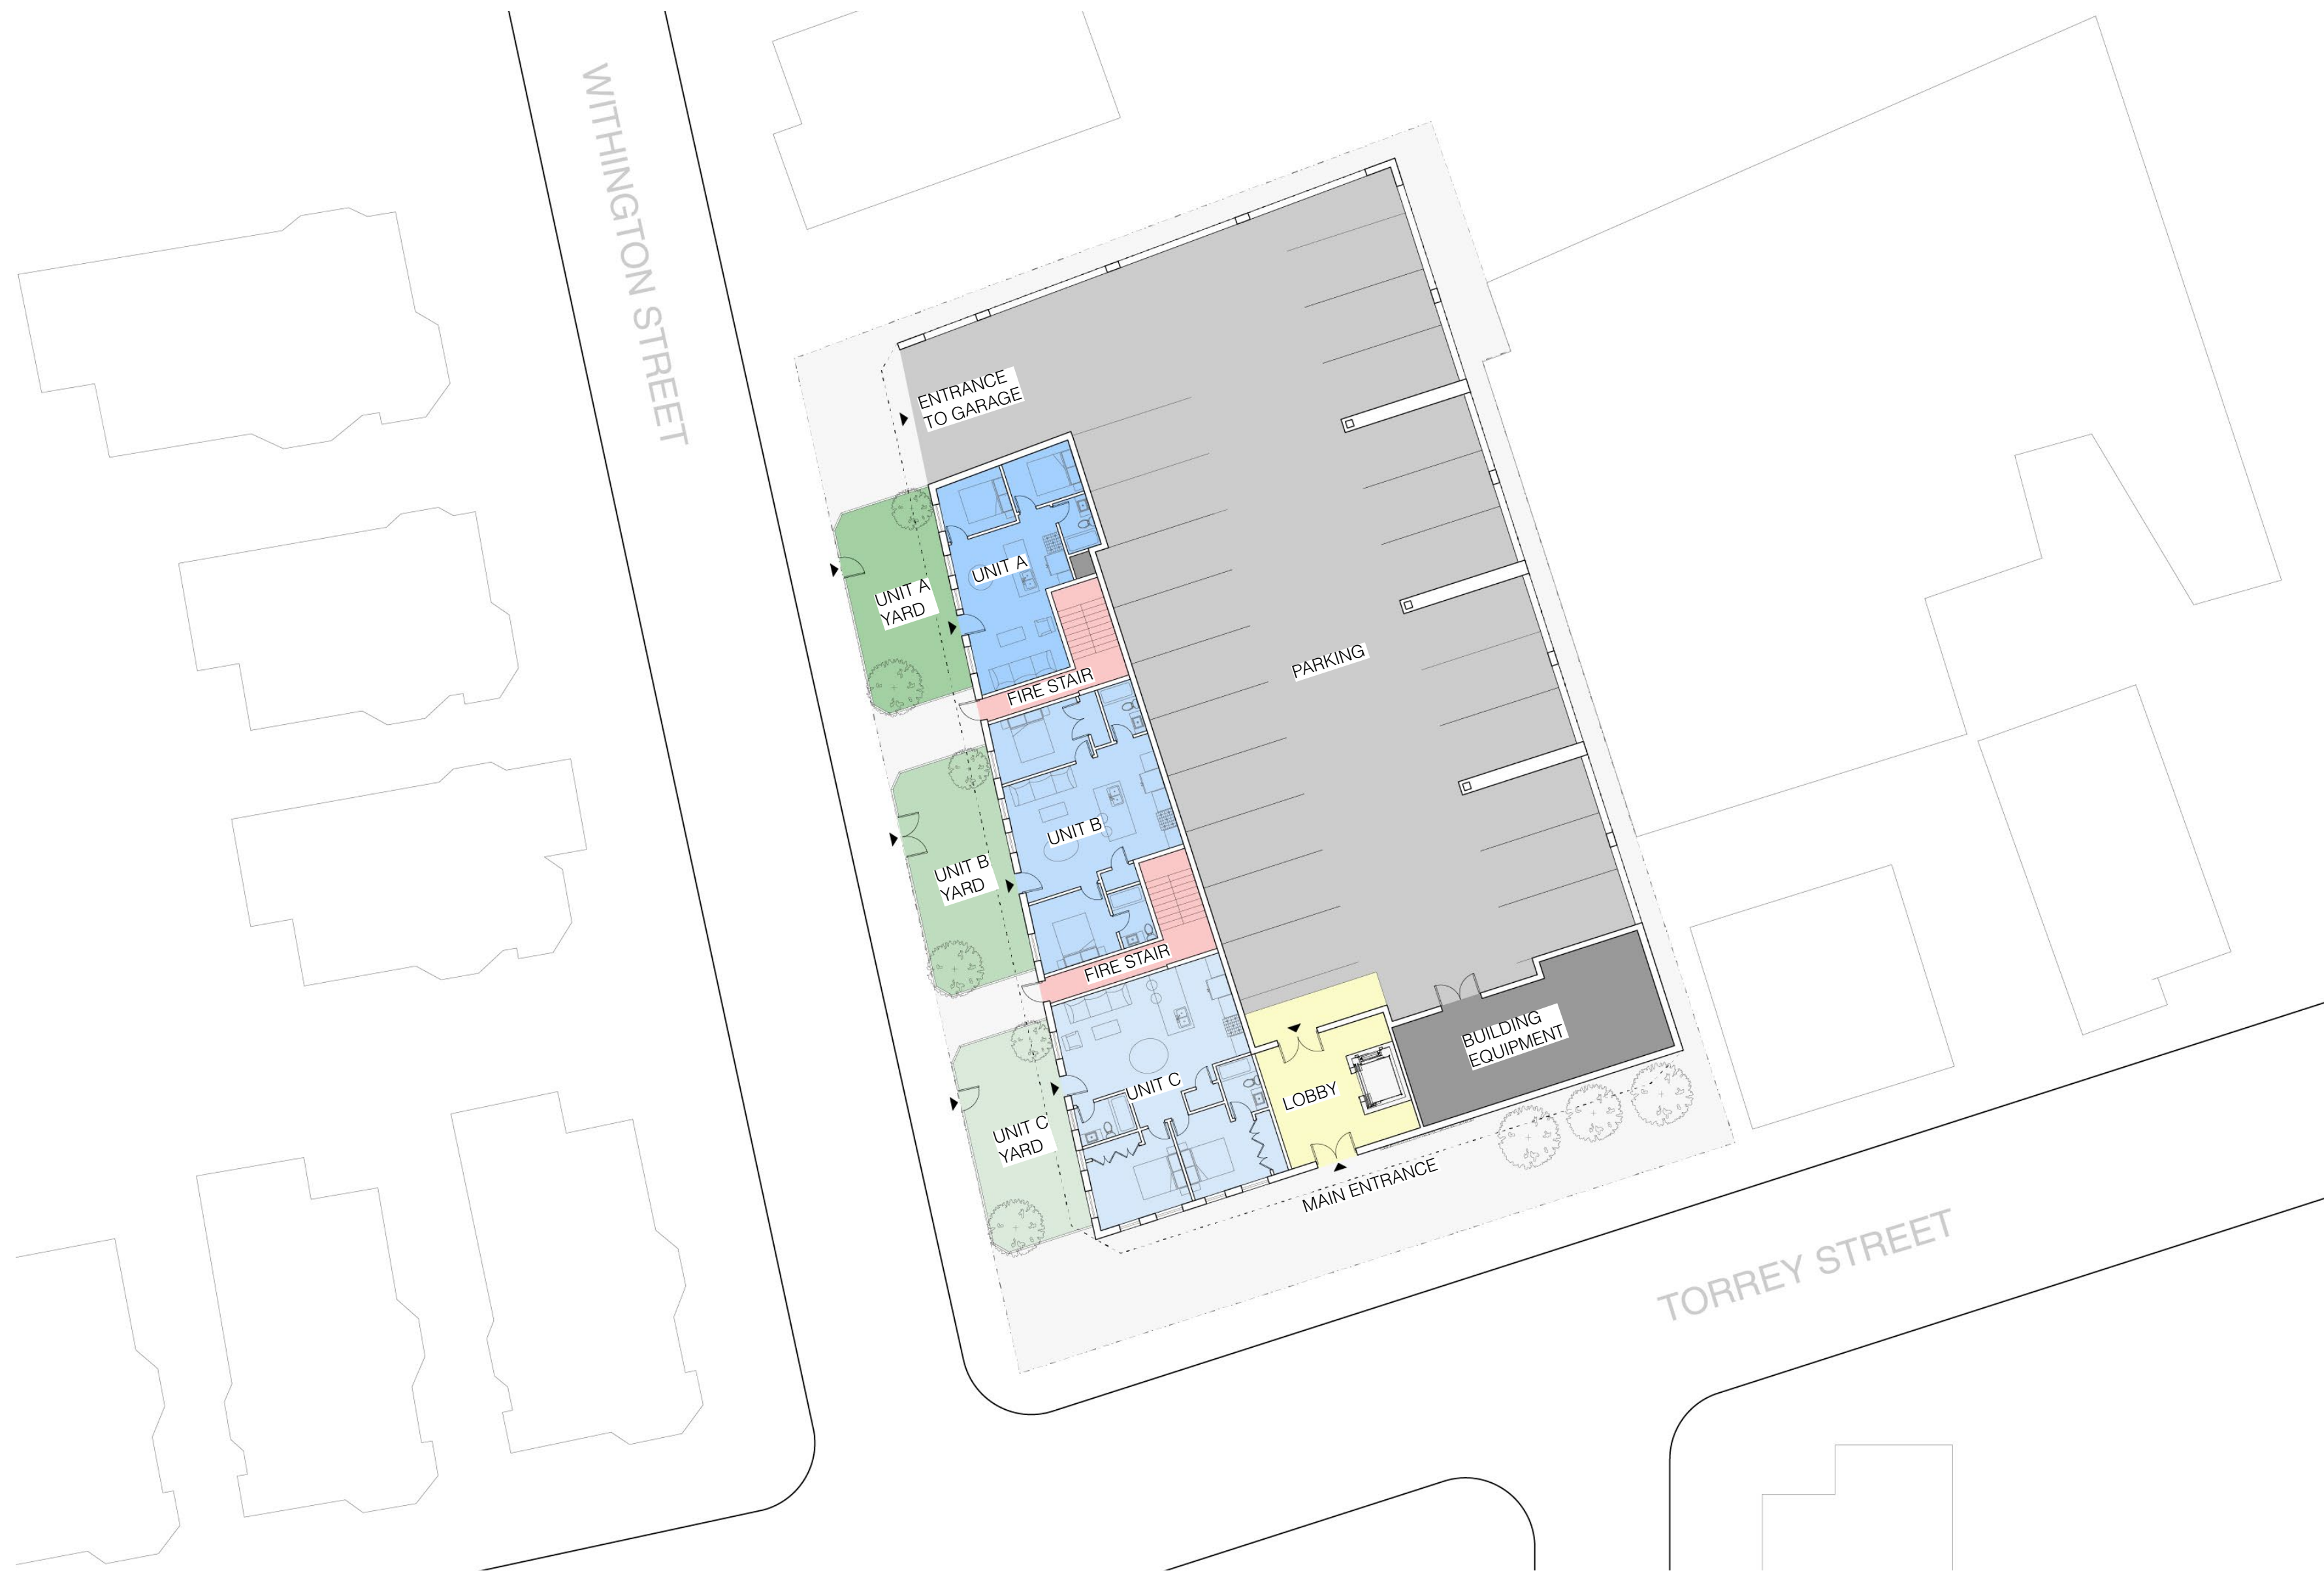 WITHINGTON STREET
ENTRANCE
TO GARAGE
UNIT A
UNIT A
YARD
PARKING
FIRE STAIR
UNIT B
UNIT B
YARD
FIRE STAIR
BUILDING
EQUIPMENT
UNIT C
LOBBY
UNIT C
YARD
MAIN ENTRANCE
TORREY STREET